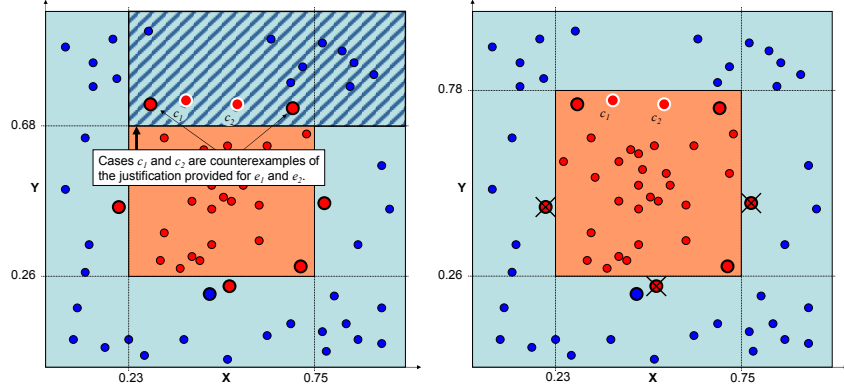 c1
c2
0.68
Cases c1 and c2 are counterexamples of
the justification provided for e1 and e2.
Y
0.26
0.23
X
0.75
0.78
c1
c2
Y
0.26
0.23
X
0.75